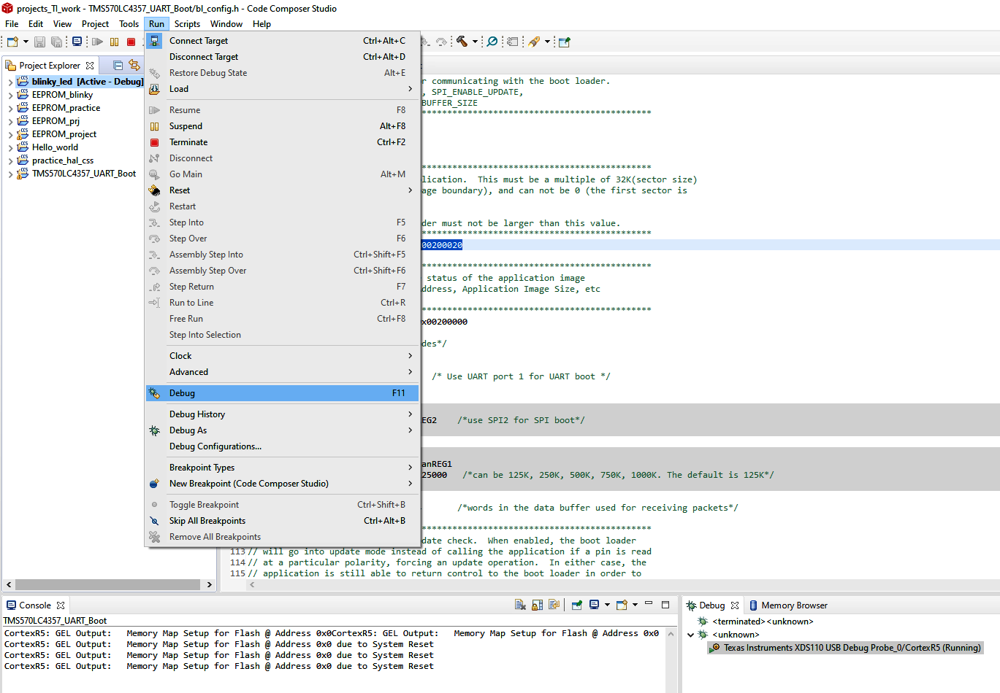 projects_TI_work - TMS570LC4357_UART_Boot/bl_config.h - Code Composer Studio
File Edit View Project Tools Run Scripts Window Help
Project Explorer
blinky_led [Active - Debug]
EEPROM_blinky
EEPROM_practice
EEPROM_prj
EEPROM_project
Hello_world
practice_hal_css
TMS570LC4357_UART_Boot
Connect Target Ctrl+Alt+C
Disconnect Target Ctrl+Alt+D
Restore Debug State Alt+E
Load
Resume F8
Suspend Alt+F8
Terminate Ctrl+F2
Disconnect
Go Main Alt+M
Reset
Restart
Step Into F5
Step Over F6
Assembly Step Into Ctrl+Shift+F5
Assembly Step Over Ctrl+Shift+F6
Step Return F7
Run to Line Ctrl+R
Free Run Ctrl+F8
Step Into Selection
Clock
Advanced
Debug F11
Debug History
Debug As
Debug Configurations...
Breakpoint Types
New Breakpoint (Code Composer Studio)
Toggle Breakpoint Ctrl+Shift+B
Skip All Breakpoints Ctrl+Alt+B
Remove All Breakpoints
r communicating with the boot loader.
, SPI_ENABLE_UPDATE,
BUFFER_SIZE
*********************************************
*********************************************
lication. This must be a multiple of 32K(sector size)
age boundary), and can not be 0 (the first sector is
der must not be larger than this value.
*********************************************
00200020
*********************************************
status of the application image
ddress, Application Image Size, etc
*********************************************
x00200000
des*/
/* Use UART port 1 for UART boot */
EG2 /*use SPI2 for SPI boot*/
anREG1
25000 /*can be 125K, 250K, 500K, 750K, 1000K. The default is 125K*/
/*words in the data buffer used for receiving packets*/
*********************************************
date check. When enabled, the boot loader
113 // will go into update mode instead of calling the application if a pin is read
114 // at a particular polarity, forcing an update operation. In either case, the
115 // application is still able to return control to the boot loader in order to
Console
TMS570LC4357_UART_Boot
CortexR5: GEL Output: Memory Map Setup for Flash @ Address 0x0CortexR5: GEL Output: Memory Map Setup for Flash @ Address 0x0
CortexR5: GEL Output: Memory Map Setup for Flash @ Address 0x0 due to System Reset
CortexR5: GEL Output: Memory Map Setup for Flash @ Address 0x0 due to System Reset
CortexR5: GEL Output: Memory Map Setup for Flash @ Address 0x0 due to System Reset
Debug Memory Browser
<terminated><unknown>
<unknown>
Texas Instruments XDS110 USB Debug Probe_0/CortexR5 (Running)